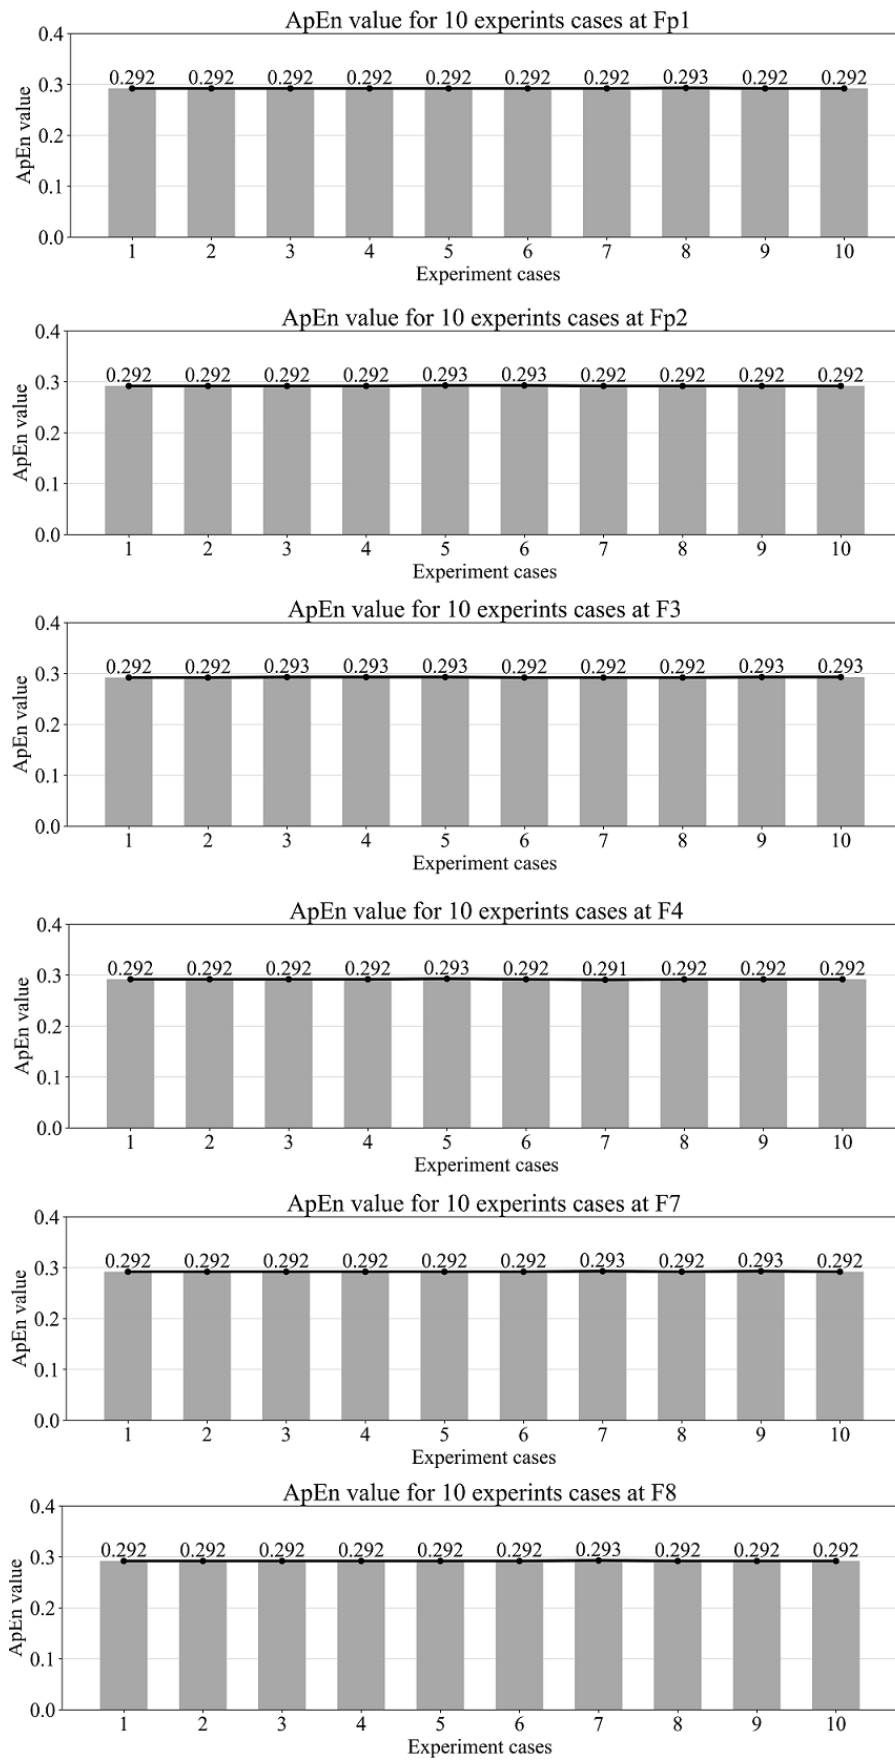 ApEn value for 10 experints cases at Fp1
0.4
0.292 0.292 0.292 0.292 0.292 0.292 0.292 0.293 0.292 0.292
0.3
0.2
0.1
0.0
ApEn value
1 2 3 4 5 6 7 8 9 10
Experiment cases
ApEn value for 10 experints cases at Fp2
0.4
0.292 0.292 0.292 0.292 0.293 0.293 0.292 0.292 0.292 0.292
0.3
0.2
0.1
0.0
ApEn value
1 2 3 4 5 6 7 8 9 10
Experiment cases
ApEn value for 10 experints cases at F3
0.4
0.292 0.292 0.293 0.293 0.293 0.292 0.292 0.292 0.293 0.293
0.3
0.2
0.1
0.0
ApEn value
1 2 3 4 5 6 7 8 9 10
Experiment cases
ApEn value for 10 experints cases at F4
0.4
0.292 0.292 0.292 0.292 0.293 0.292 0.291 0.292 0.292 0.292
0.3
0.2
0.1
0.0
ApEn value
1 2 3 4 5 6 7 8 9 10
Experiment cases
ApEn value for 10 experints cases at F7
0.4
0.292 0.292 0.292 0.292 0.292 0.292 0.293 0.292 0.293 0.292
0.3
0.2
0.1
0.0
ApEn value
1 2 3 4 5 6 7 8 9 10
Experiment cases
ApEn value for 10 experints cases at F8
0.4
0.292 0.292 0.292 0.292 0.292 0.292 0.293 0.292 0.292 0.292
0.3
0.2
0.1
0.0
ApEn value
1 2 3 4 5 6 7 8 9 10
Experiment cases